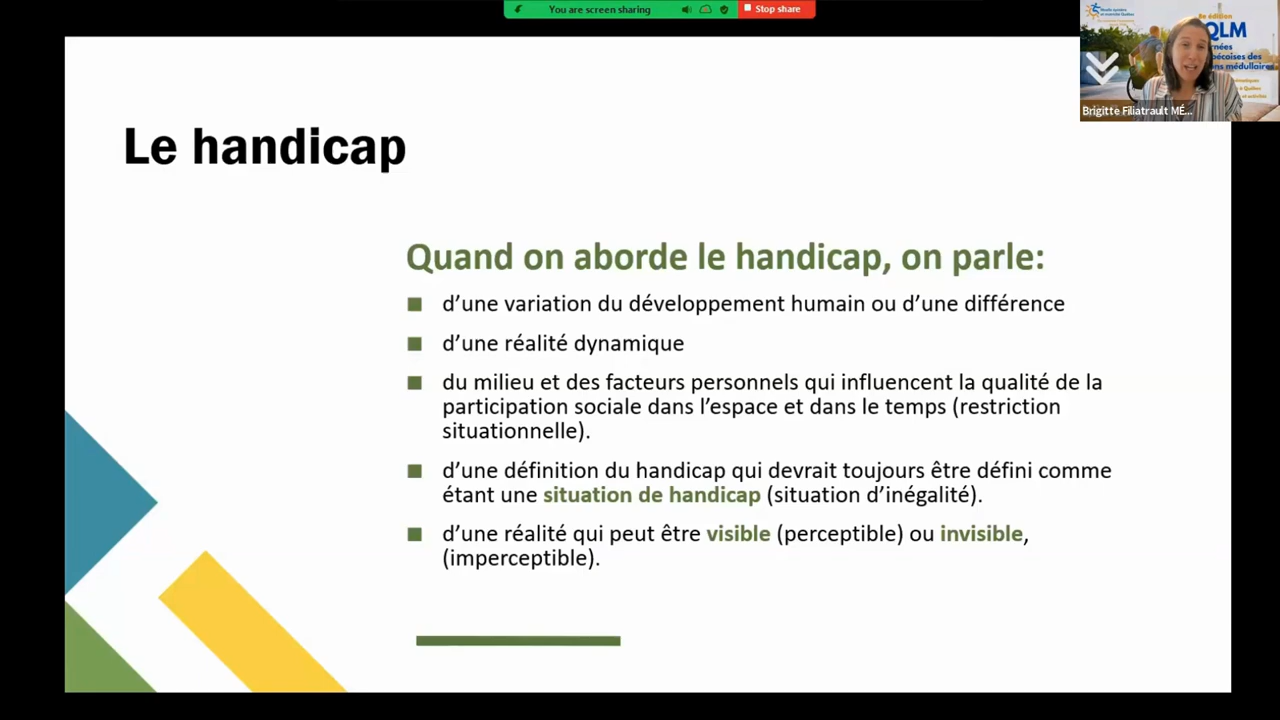 You are screen sharing
Stop share
8e édition
QLM
Brigitte Filiatrault MÉ...
Le handicap
Quand on aborde le handicap, on parle:
d’une variation du développement humain ou d’une différence
d’une réalité dynamique
du milieu et des facteurs personnels qui influencent la qualité de la
participation sociale dans l’espace et dans le temps (restriction
situationnelle).
d’une définition du handicap qui devrait toujours être défini comme
étant une situation de handicap (situation d’inégalité).
d’une réalité qui peut être visible (perceptible) ou invisible,
(imperceptible).